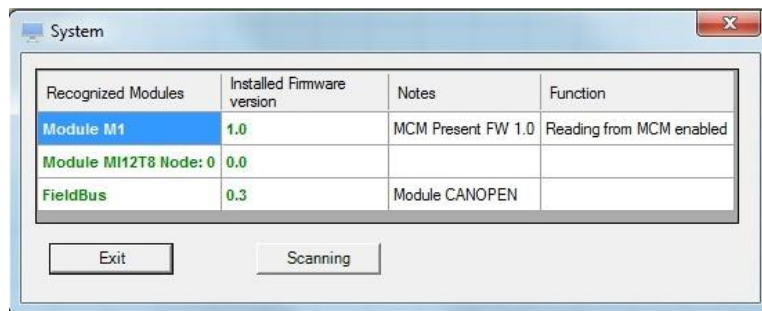 System
Recognized Modules Installed Firmware version Notes Function
Module M1 1.0 MCM Present FW 1.0 Reading from MCM enabled
Module MI12T8 Node: 0 0.0
FieldBus 0.3 Module CANOPEN
Exit Scanning